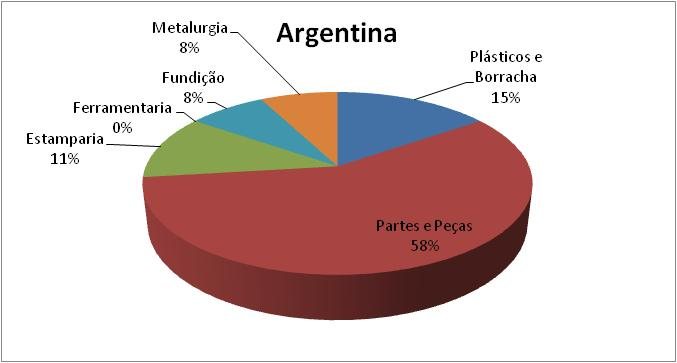 Argentina
Metalurgia
8%
Fundição
8%
Ferramentaria
0%
Estamparia
11%
Plásticos e
Borracha
15%
Partes e Peças
58%